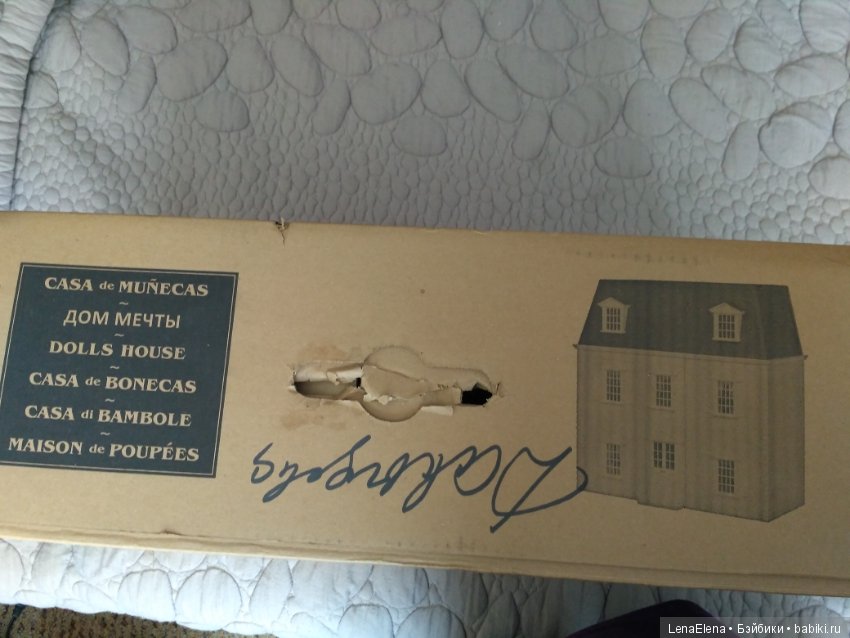 CASA de MUÑECAS
~
ДОМ МЕЧТЫ
~
DOLLS HOUSE
~
CASA de BONECAS
~
CASA di BAMBOLE
~
MAISON de POUPÉES
LenaElena • Бэйбики • babiki.ru